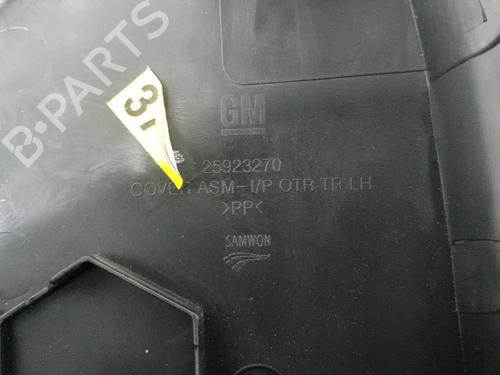 B-PARTS
3-
GM
25923270
COVER ASM-I/P OTR TR LH
>PP<
SAMWON